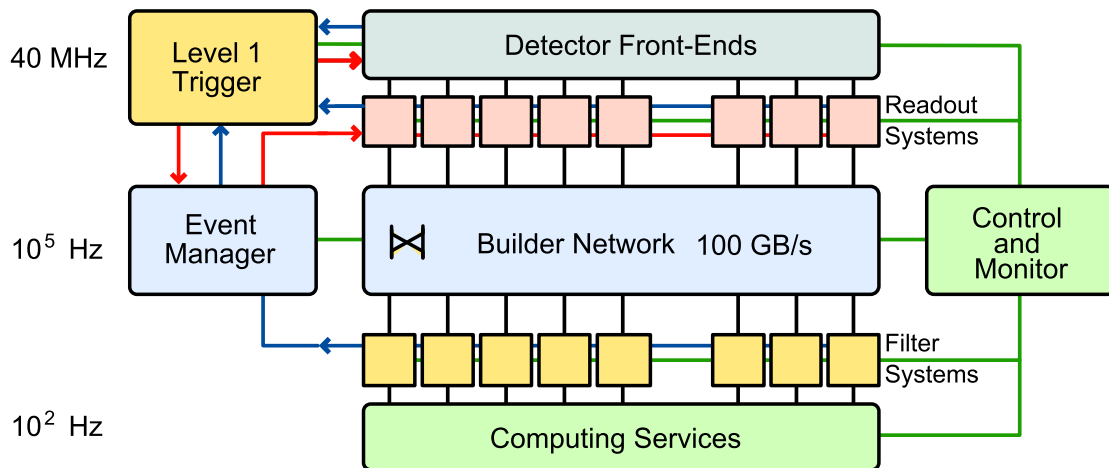 40 MHz
Level 1
Trigger
Detector Front-Ends
Readout
Systems
10⁵ Hz
Event
Manager
Builder Network 100 GB/s
Control
and
Monitor
Filter
Systems
10² Hz
Computing Services